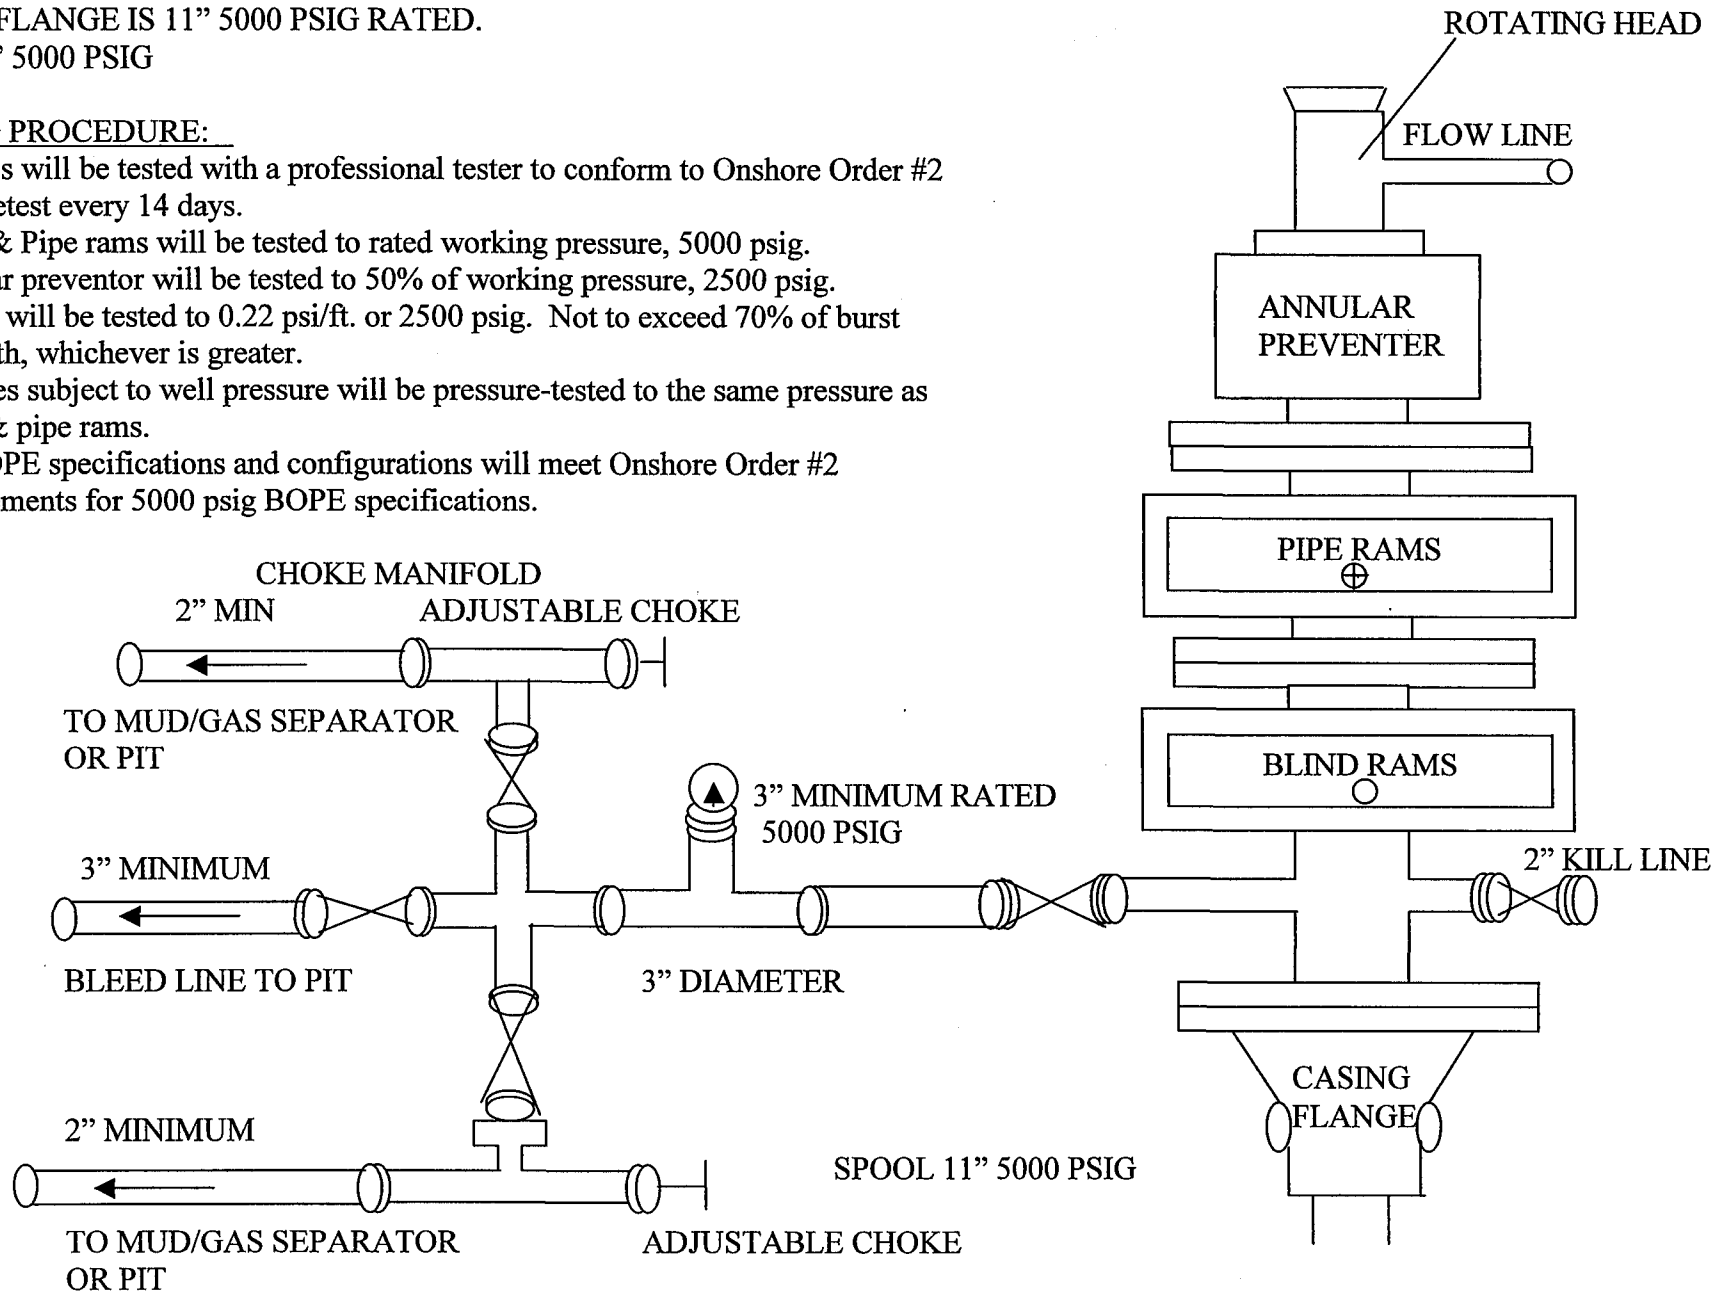 FLANGE IS 11” 5000 PSIG RATED.
” 5000 PSIG
PROCEDURE:
s will be tested with a professional tester to conform to Onshore Order #2
etest every 14 days.
& Pipe rams will be tested to rated working pressure, 5000 psig.
ar preventor will be tested to 50% of working pressure, 2500 psig.
will be tested to 0.22 psi/ft. or 2500 psig. Not to exceed 70% of burst
th, whichever is greater.
es subject to well pressure will be pressure-tested to the same pressure as
& pipe rams.
OPE specifications and configurations will meet Onshore Order #2
ments for 5000 psig BOPE specifications.
ROTATING HEAD
FLOW LINE
ANNULAR
PREVENTER
PIPE RAMS
BLIND RAMS
2” KILL LINE
CASING
FLANGE
CHOKE MANIFOLD
2” MIN
ADJUSTABLE CHOKE
TO MUD/GAS SEPARATOR
OR PIT
3” MINIMUM RATED
5000 PSIG
3” MINIMUM
BLEED LINE TO PIT
3” DIAMETER
2” MINIMUM
SPOOL 11” 5000 PSIG
TO MUD/GAS SEPARATOR
OR PIT
ADJUSTABLE CHOKE